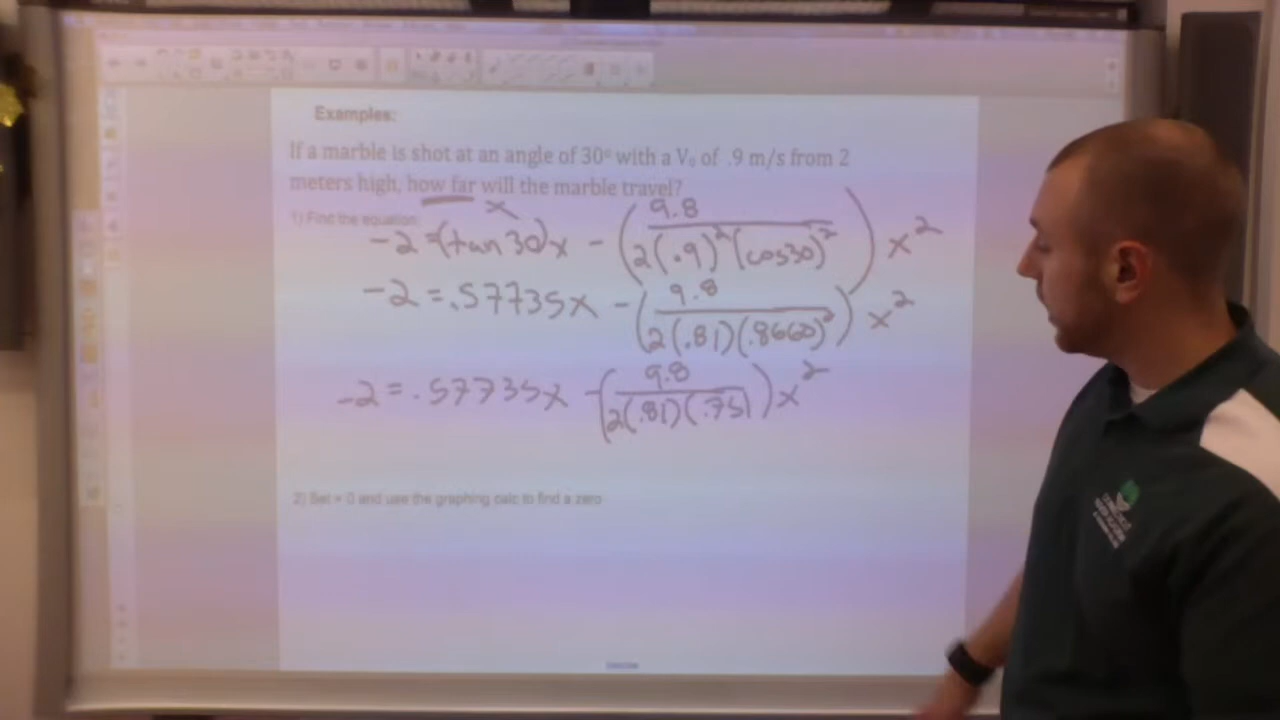 Examples:
If a marble is shot at an angle of 30° with a V₀ of .9 m/s from 2
meters high, how far will the marble travel?
x
1) Find the equation:
-2 = (tan 30)x - (9.8 / 2(.9)²(cos30)²) x²
-2 = .57735x - (9.8 / 2(.81)(.8660)²) x²
-2 = .57735x - (9.8 / 2(.81)(.75)) x²
2) Set = 0 and use the graphing calc to find a zero